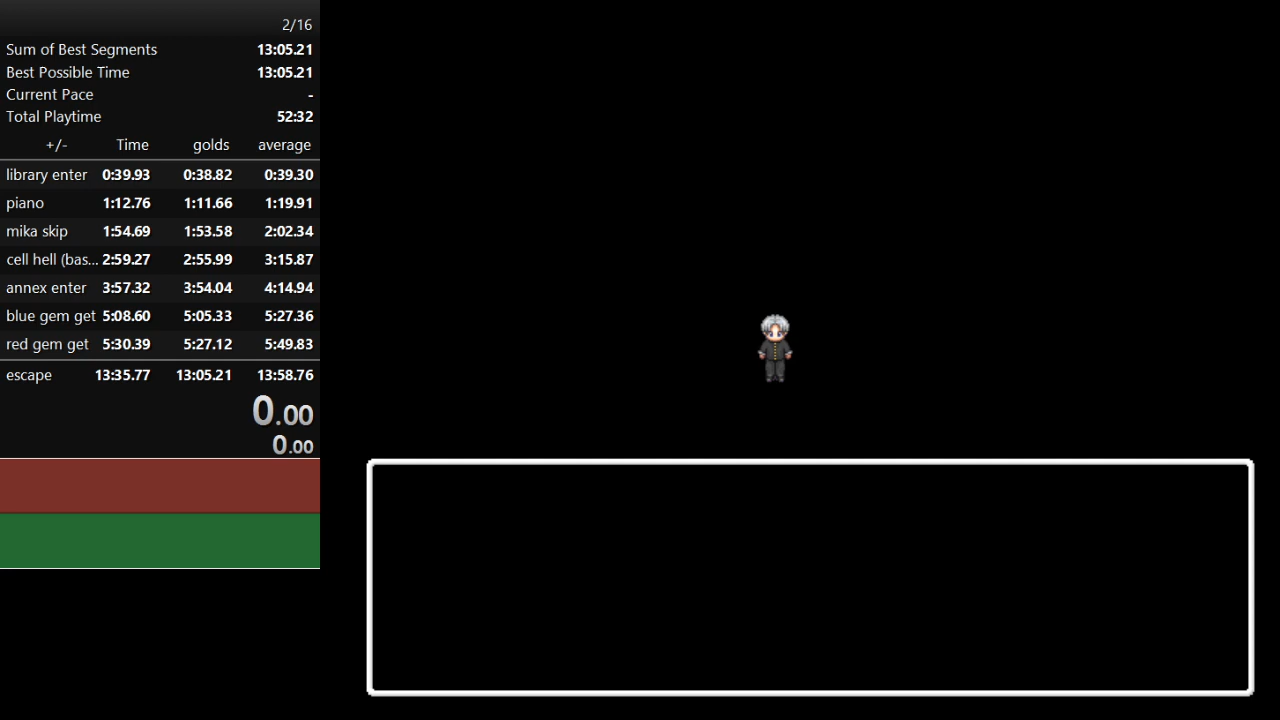 2/16
Sum of Best Segments 13:05.21
Best Possible Time 13:05.21
Current Pace -
Total Playtime 52:32
+/- Time golds average
library enter 0:39.93 0:38.82 0:39.30
piano 1:12.76 1:11.66 1:19.91
mika skip 1:54.69 1:53.58 2:02.34
cell hell (bas... 2:59.27 2:55.99 3:15.87
annex enter 3:57.32 3:54.04 4:14.94
blue gem get 5:08.60 5:05.33 5:27.36
red gem get 5:30.39 5:27.12 5:49.83
escape 13:35.77 13:05.21 13:58.76
0.00
0.00